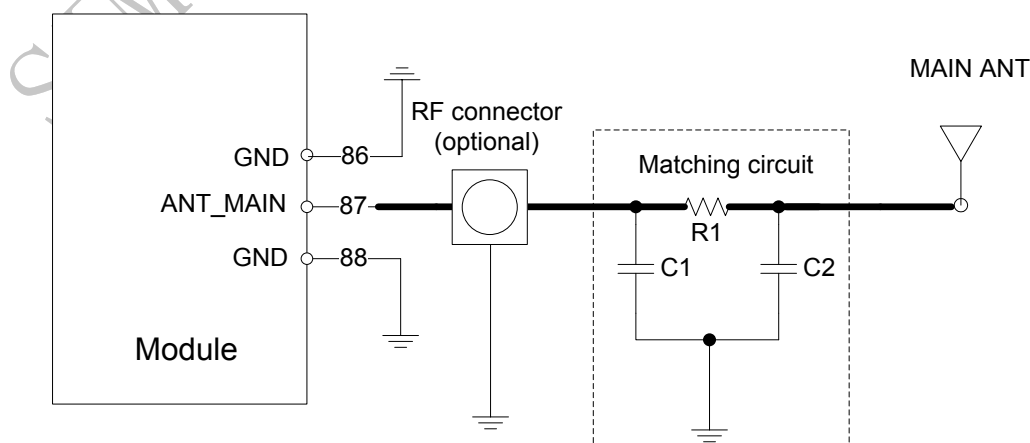 MAIN ANT
RF connector
(optional)
Matching circuit
GND 86
ANT_MAIN 87
GND 88
R1
C1
C2
Module